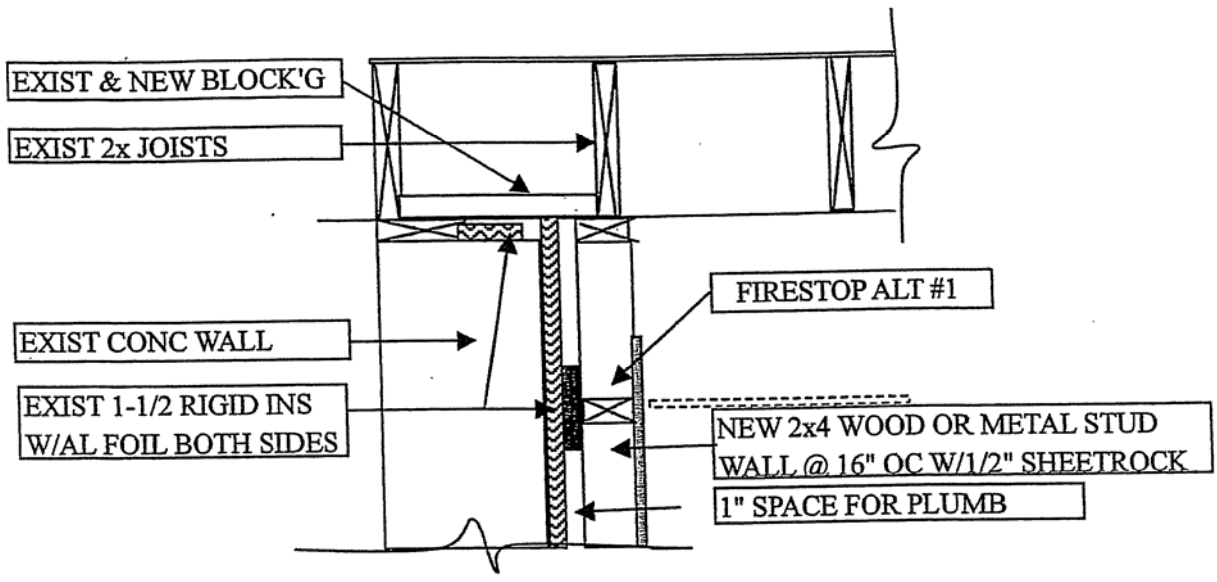 EXIST & NEW BLOCK'G
EXIST 2x JOISTS
FIRESTOP ALT #1
EXIST CONC WALL
EXIST 1-1/2 RIGID INS
W/AL FOIL BOTH SIDES
NEW 2x4 WOOD OR METAL STUD
WALL @ 16" OC W/1/2" SHEETROCK
1" SPACE FOR PLUMB